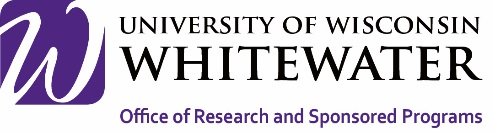 W
UNIVERSITY OF WISCONSIN
WHITEWATER
Office of Research and Sponsored Programs